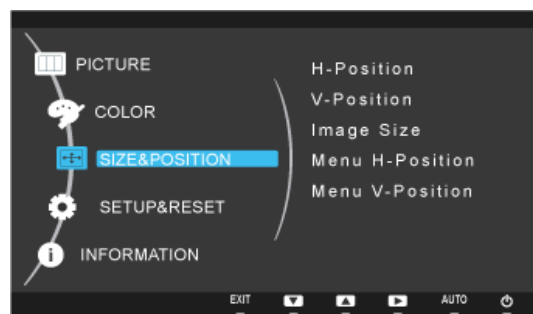 PICTURE
COLOR
SIZE&POSITION
SETUP&RESET
INFORMATION
H-Position
V-Position
Image Size
Menu H-Position
Menu V-Position
EXIT
AUTO